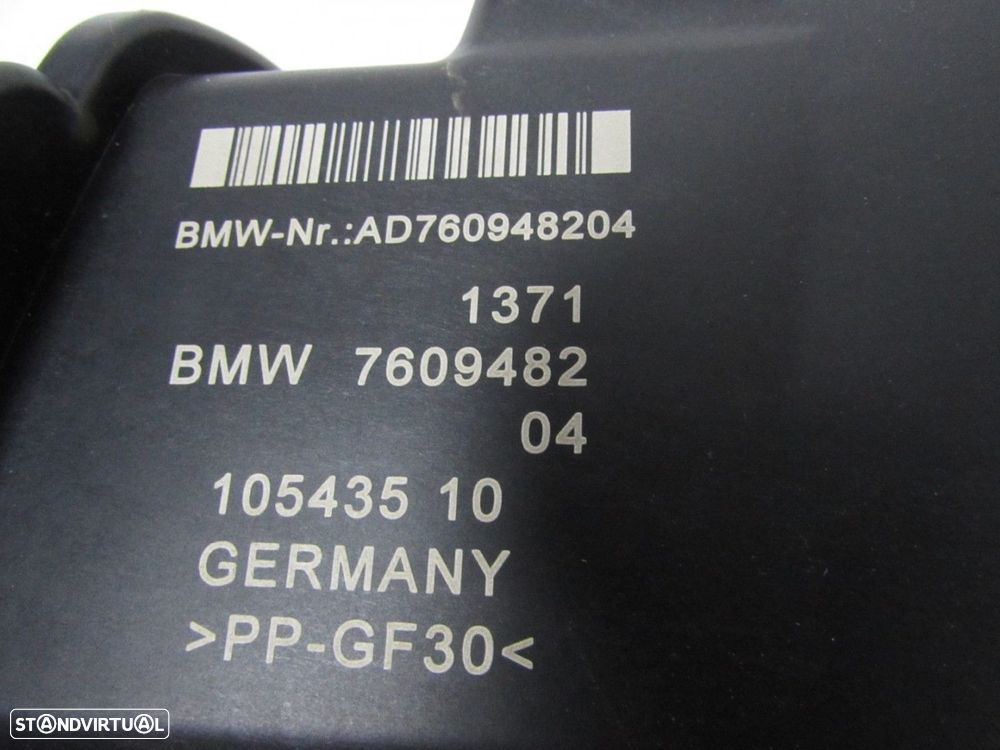 BMW-Nr.:AD760948204
1371
BMW 7609482
04
105435 10
GERMANY
>PP-GF30<
STANDVIRTUAL